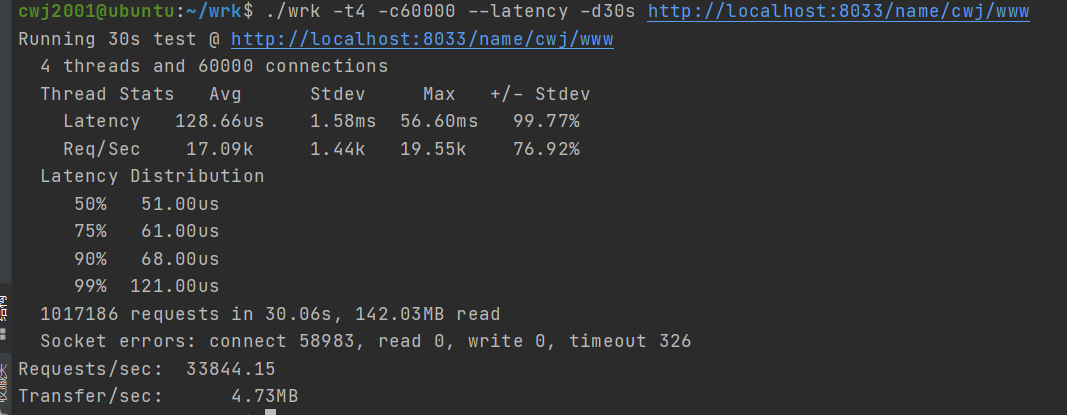 cwj2001@ubuntu:~/wrk$ ./wrk -t4 -c60000 --latency -d30s http://localhost:8033/name/cwj/www
Running 30s test @ http://localhost:8033/name/cwj/www
  4 threads and 60000 connections
  Thread Stats   Avg      Stdev     Max   +/- Stdev
    Latency   128.66us    1.58ms  56.60ms   99.77%
    Req/Sec    17.09k     1.44k   19.55k    76.92%
  Latency Distribution
     50%   51.00us
     75%   61.00us
     90%   68.00us
     99%  121.00us
  1017186 requests in 30.06s, 142.03MB read
  Socket errors: connect 58983, read 0, write 0, timeout 326
Requests/sec:  33844.15
Transfer/sec:      4.73MB
结构